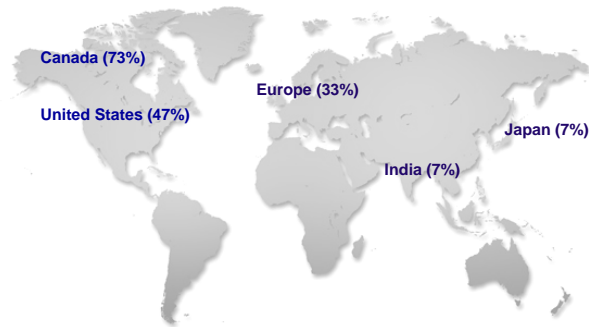 Canada (73%)
Europe (33%)
United States (47%)
Japan (7%)
India (7%)